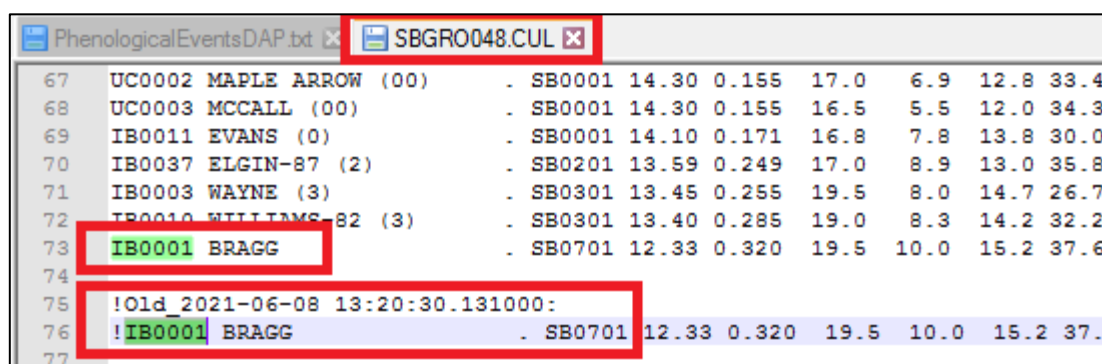 PhenologicalEventsDAP.txt SBGRO048.CUL
67 UC0002 MAPLE ARROW (00) . SB0001 14.30 0.155 17.0 6.9 12.8 33.4
68 UC0003 MCCALL (00) . SB0001 14.30 0.155 16.5 5.5 12.0 34.3
69 IB0011 EVANS (0) . SB0001 14.10 0.171 16.8 7.8 13.8 30.0
70 IB0037 ELGIN-87 (2) . SB0201 13.59 0.249 17.0 8.9 13.0 35.8
71 IB0003 WAYNE (3) . SB0301 13.45 0.255 19.5 8.0 14.7 26.7
72 IB0010 WILLIAMS-82 (3) . SB0301 13.40 0.285 19.0 8.3 14.2 32.2
73 IB0001 BRAGG . SB0701 12.33 0.320 19.5 10.0 15.2 37.6
74
75 !Old_2021-06-08 13:20:30.131000:
76 !IB0001 BRAGG . SB0701 12.33 0.320 19.5 10.0 15.2 37.
77